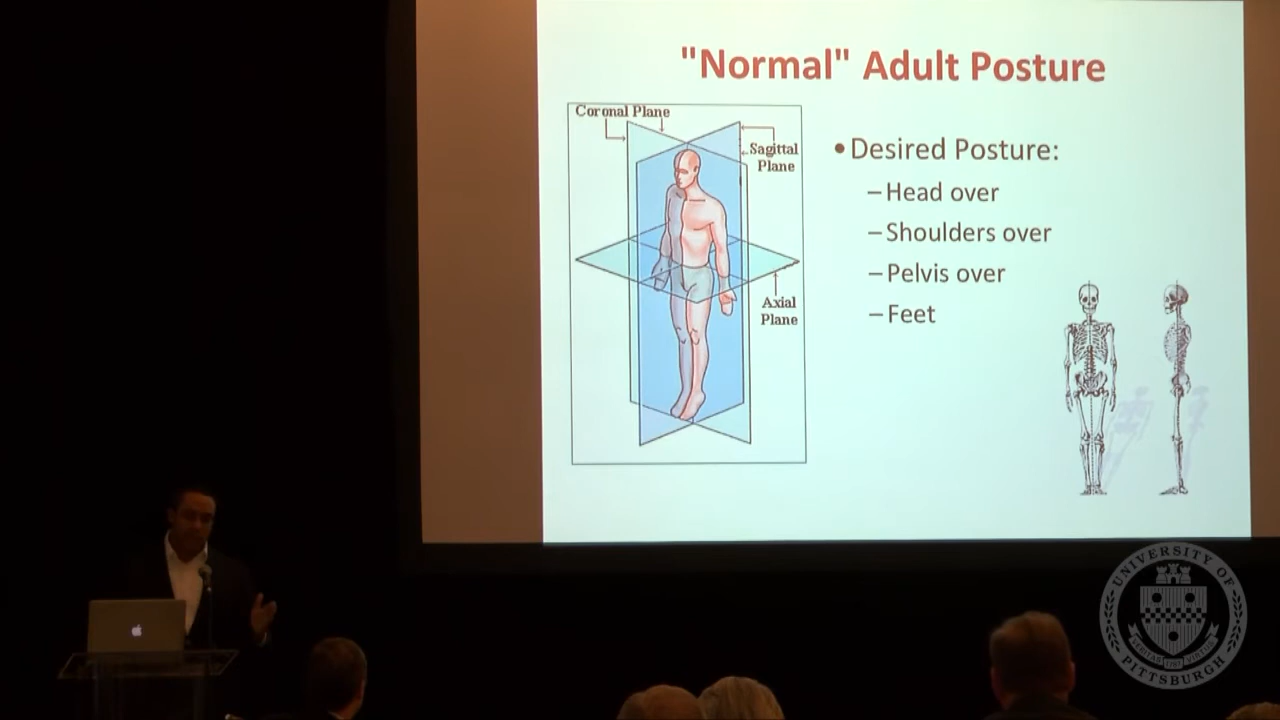 "Normal" Adult Posture
Coronal Plane
Sagittal
Plane
Axial
Plane
• Desired Posture:
– Head over
– Shoulders over
– Pelvis over
– Feet
UNIVERSITY OF
PITTSBURGH